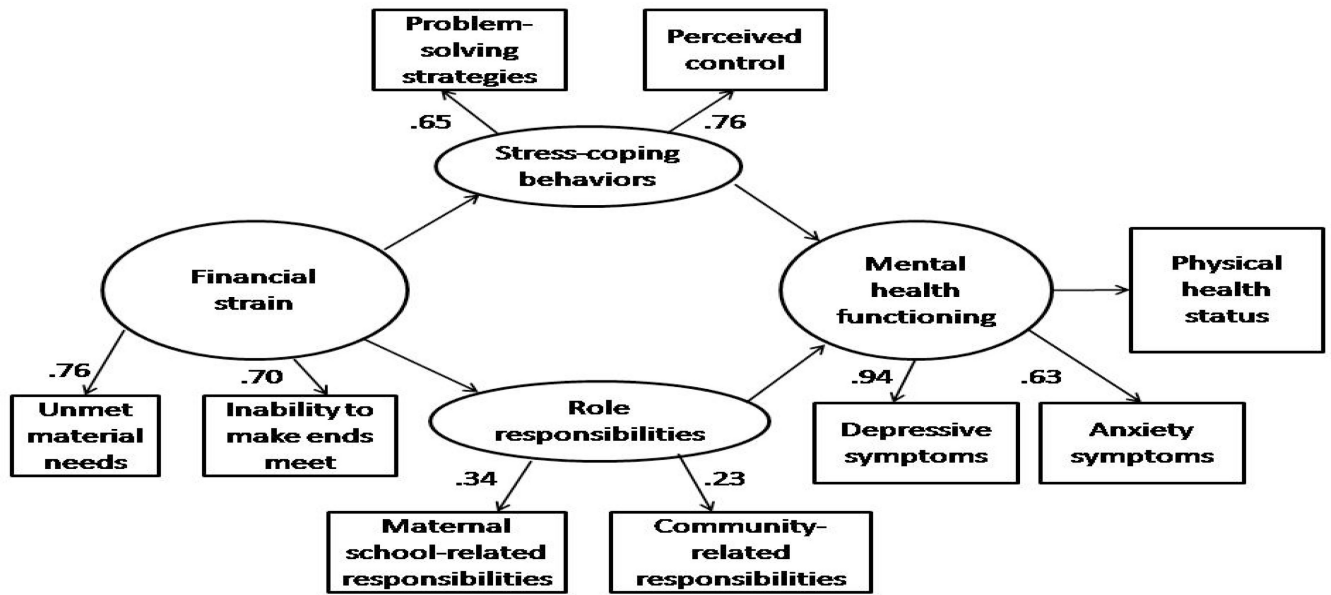 Problem-
solving
strategies
Perceived
control
.65
.76
Stress-coping
behaviors
Financial
strain
Mental
health
functioning
Physical
health
status
.76
.70
Unmet
material
needs
Inability to
make ends
meet
Role
responsibilities
.94
.63
Depressive
symptoms
Anxiety
symptoms
.34
.23
Maternal
school-related
responsibilities
Community-
related
responsibilities